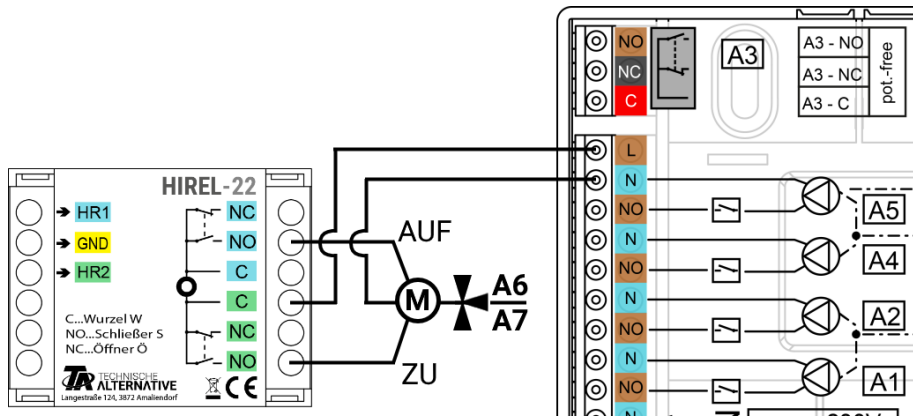 HIREL-22
HR1
GND
HR2
NC
NO
C
C
NC
NO
C...Wurzel W
NO...Schließer S
NC...Öffner Ö
TA TECHNISCHE
ALTERNATIVE
Langestraße 124, 3872 Amaliendorf
CE
AUF
M
A6
A7
ZU
NO
NC
C
A3
A3 - NO
A3 - NC
A3 - C
pot.-free
L
N
NO
N
NO
N
NO
N
NO
N
A5
A4
A2
A1